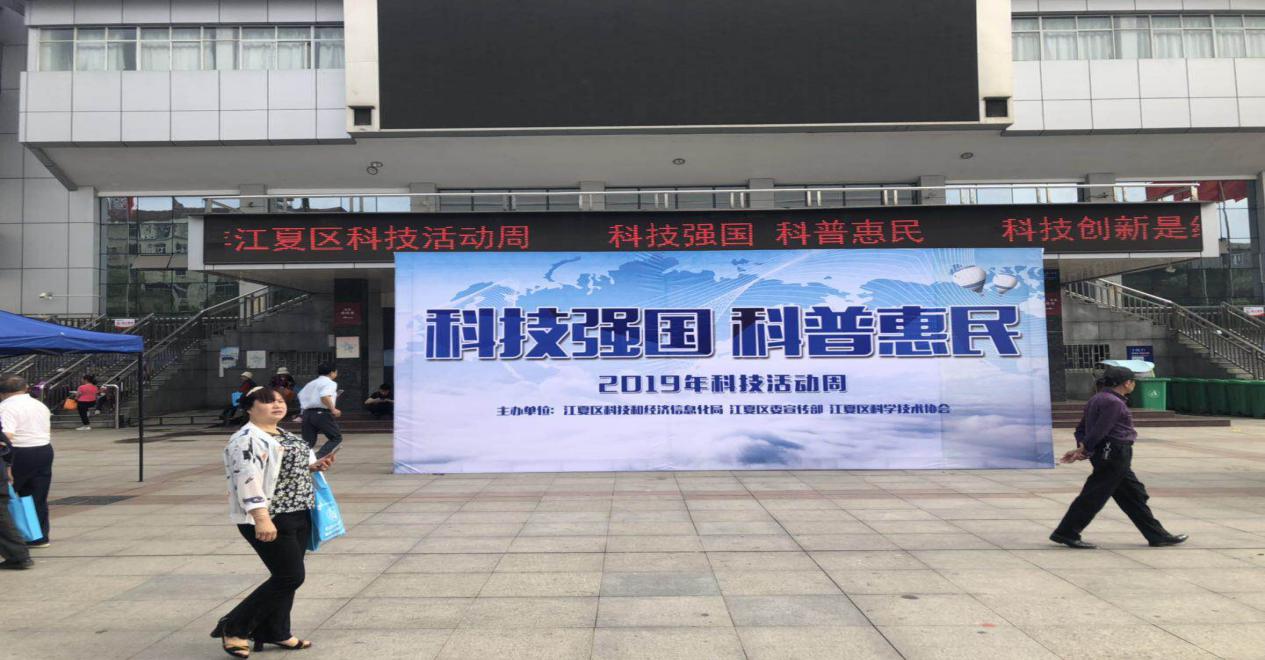 江夏区科技活动周 科技强国 科普惠民 科技创新是
科技强国 科普惠民
2019年科技活动周
主办单位：江夏区科技和经济信息化局 江夏区委宣传部 江夏区科学技术协会